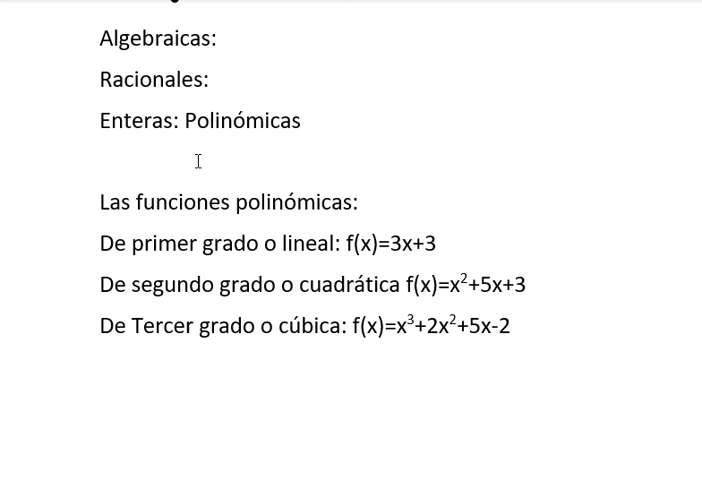 Algebraicas:
Racionales:
Enteras: Polinómicas
Las funciones polinómicas:
De primer grado o lineal: f(x)=3x+3
De segundo grado o cuadrática f(x)=x²+5x+3
De Tercer grado o cúbica: f(x)=x³+2x²+5x-2